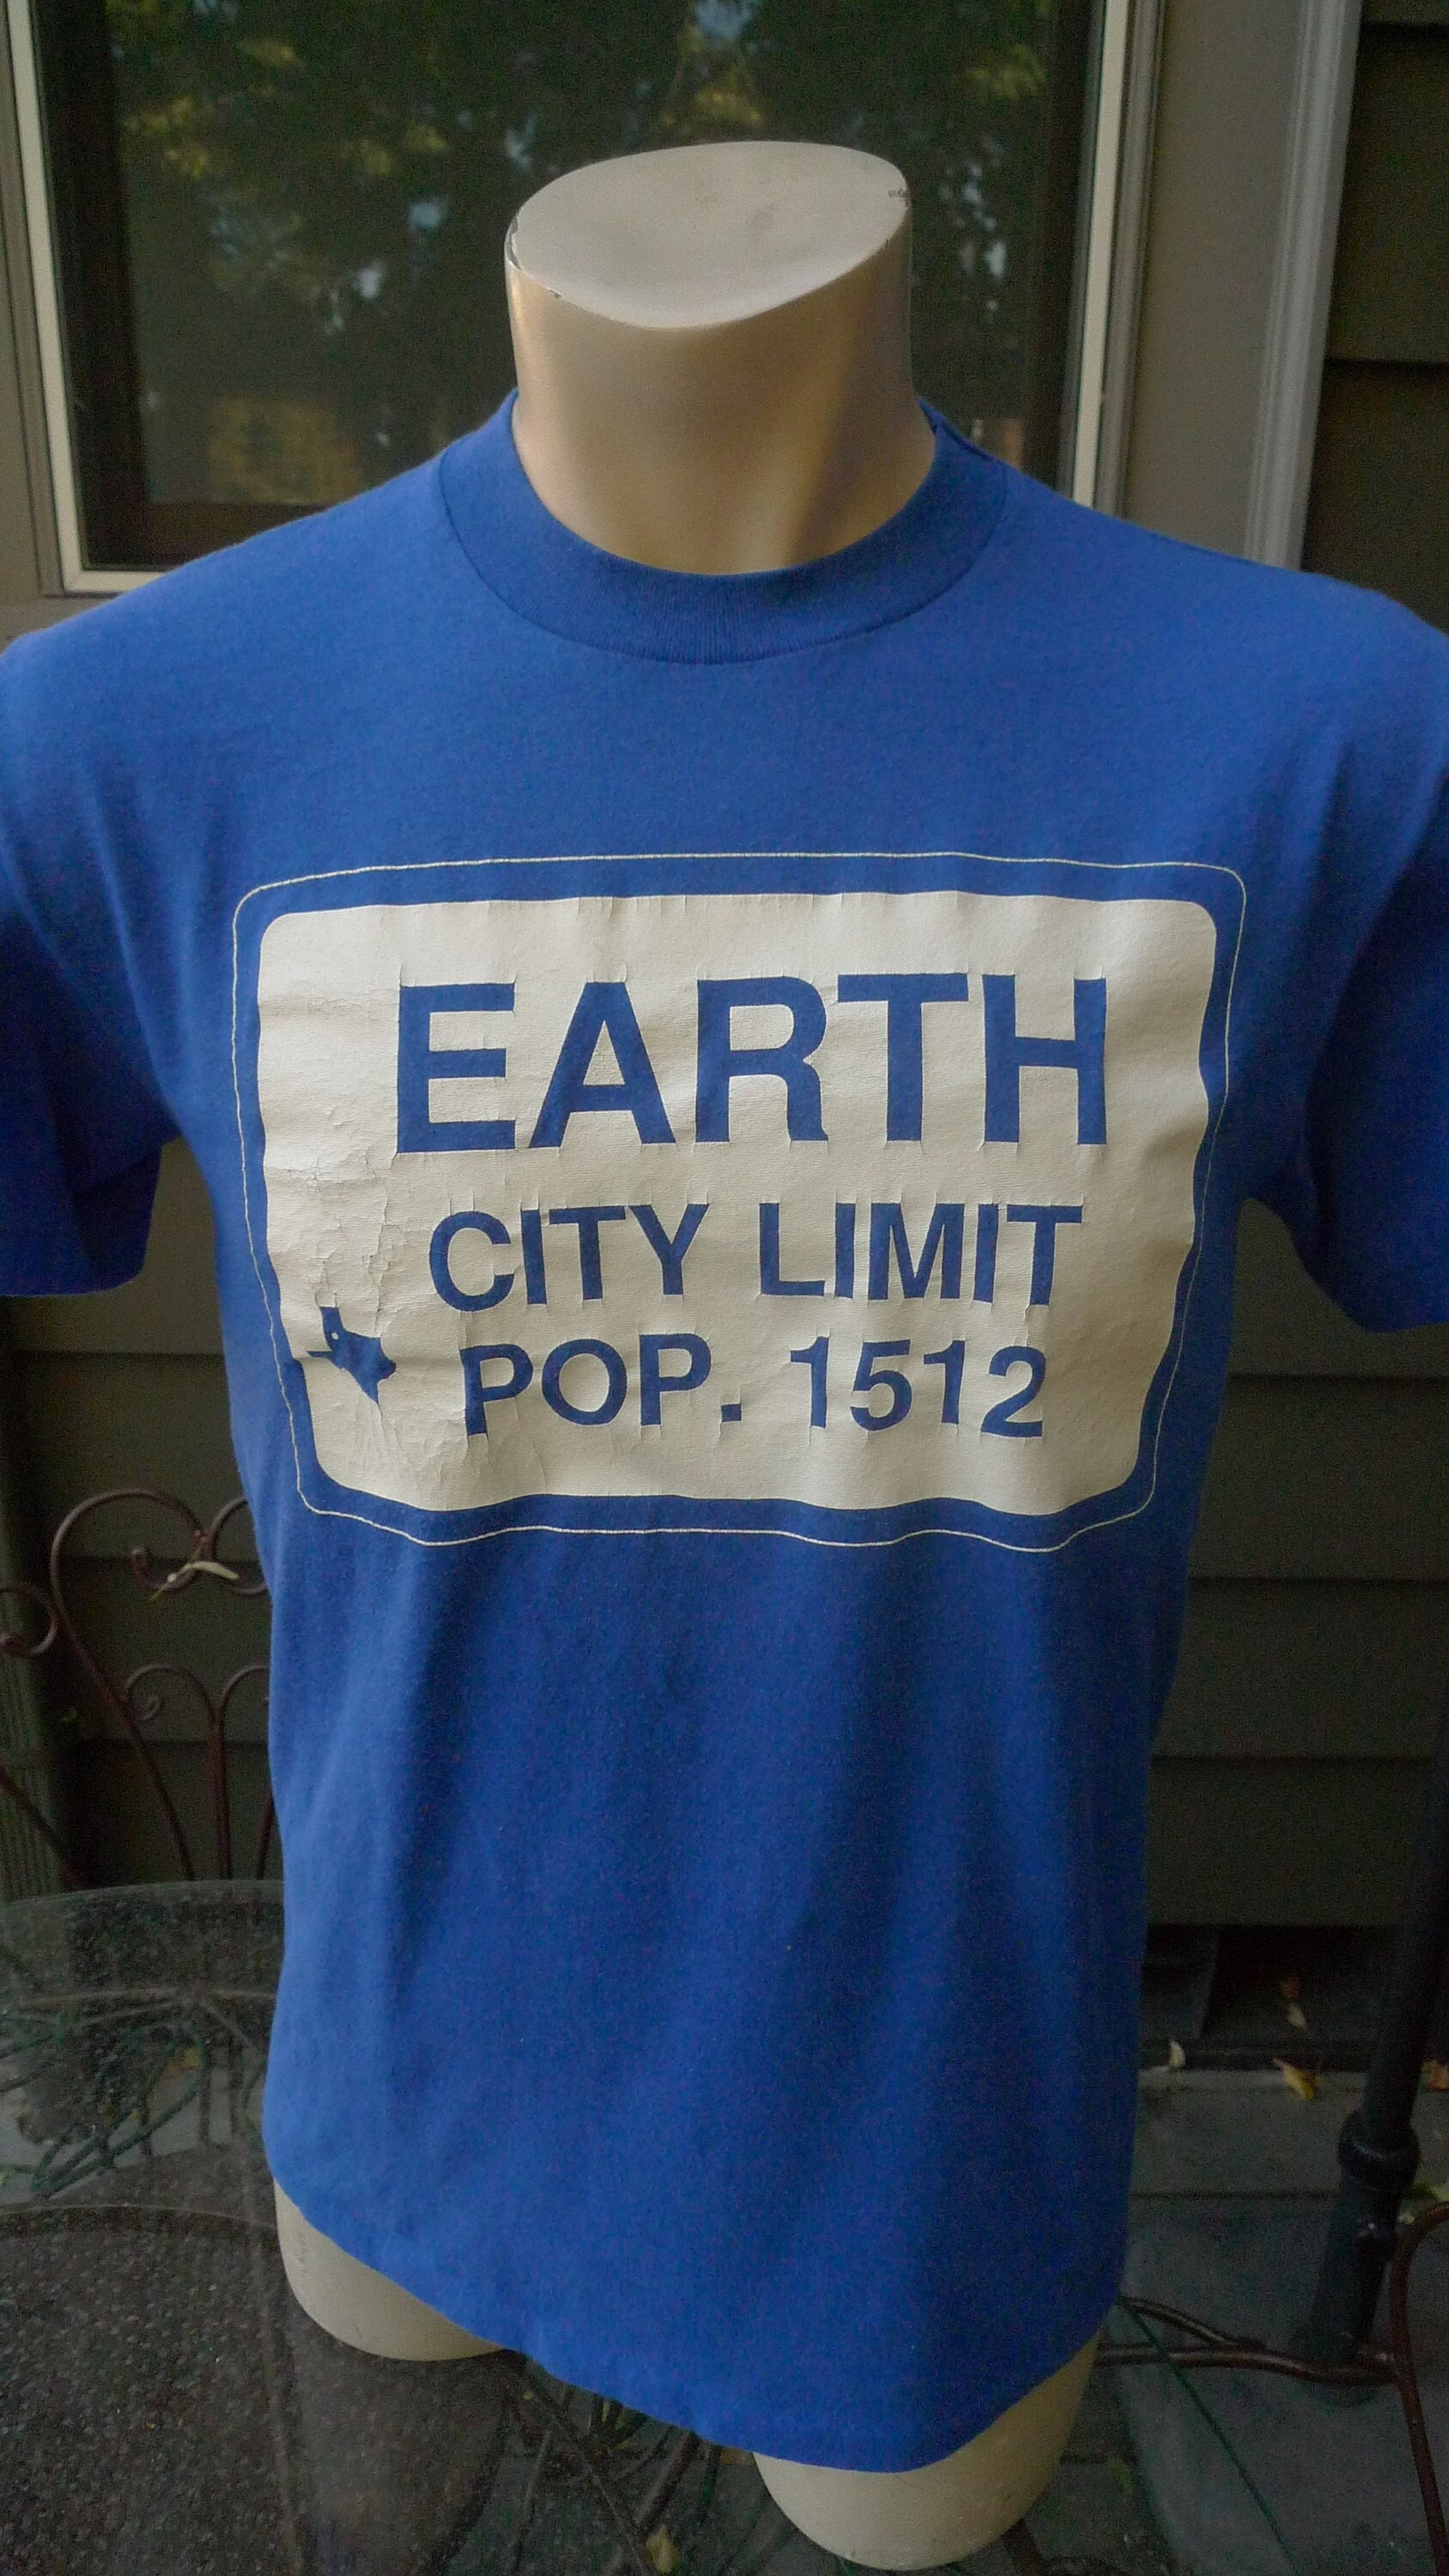 EARTH
CITY LIMIT
POP. 1512